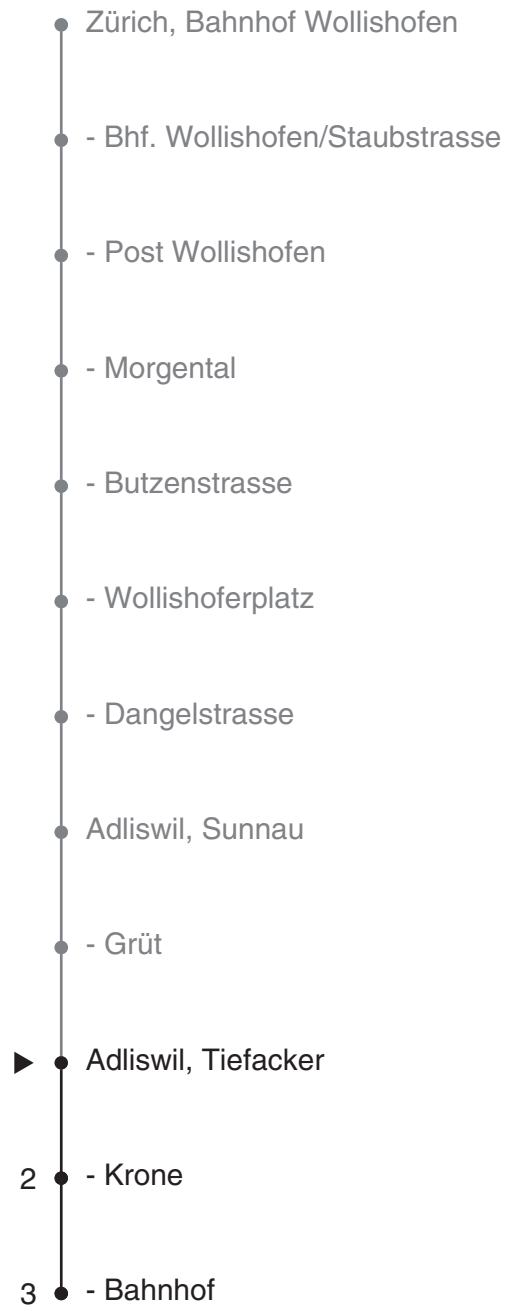 Zürich, Bahnhof Wollishofen
- Bhf. Wollishofen/Staubstrasse
- Post Wollishofen
- Morgental
- Butzenstrasse
- Wollishoferplatz
- Dangelstrasse
Adliswil, Sunnau
- Grüt
Adliswil, Tiefacker
2 - Krone
3 - Bahnhof